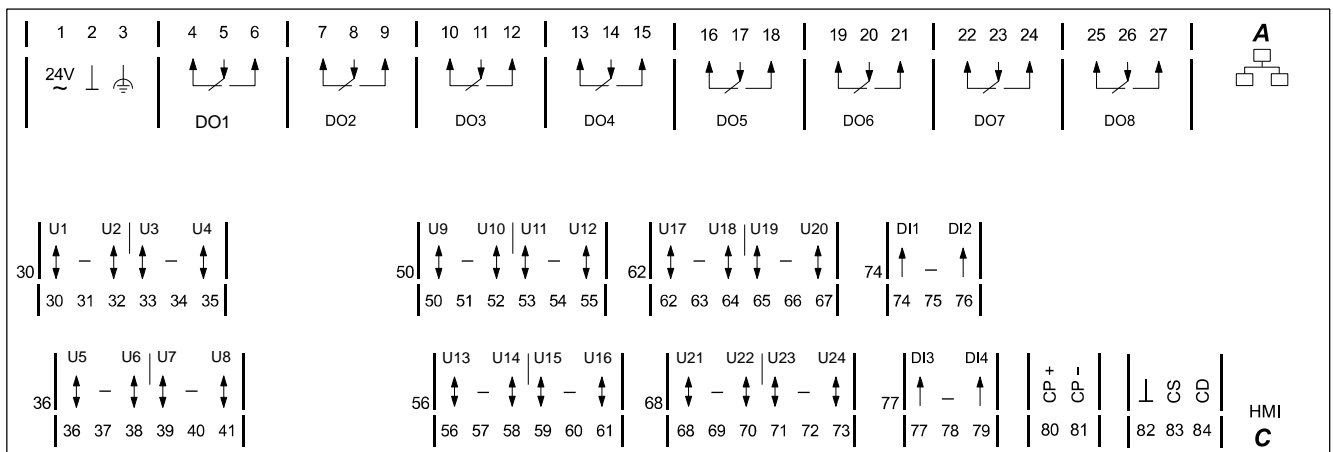 1 2 3 4 5 6 7 8 9 10 11 12 13 14 15 16 17 18 19 20 21 22 23 24 25 26 27 A
24V ~ ⊥
DO1 DO2 DO3 DO4 DO5 DO6 DO7 DO8
U1 U2 U3 U4 U9 U10 U11 U12 U17 U18 U19 U20 DI1 DI2
– – – – – – –
30 50 62 74
30 31 32 33 34 35 50 51 52 53 54 55 62 63 64 65 66 67 74 75 76
U5 U6 U7 U8 U13 U14 U15 U16 U21 U22 U23 U24 DI3 DI4
– – – – – – – CP + CP - ⊥ CS CD
36 56 68 77
36 37 38 39 40 41 56 57 58 59 60 61 68 69 70 71 72 73 77 78 79 80 81 82 83 84
HMI
C